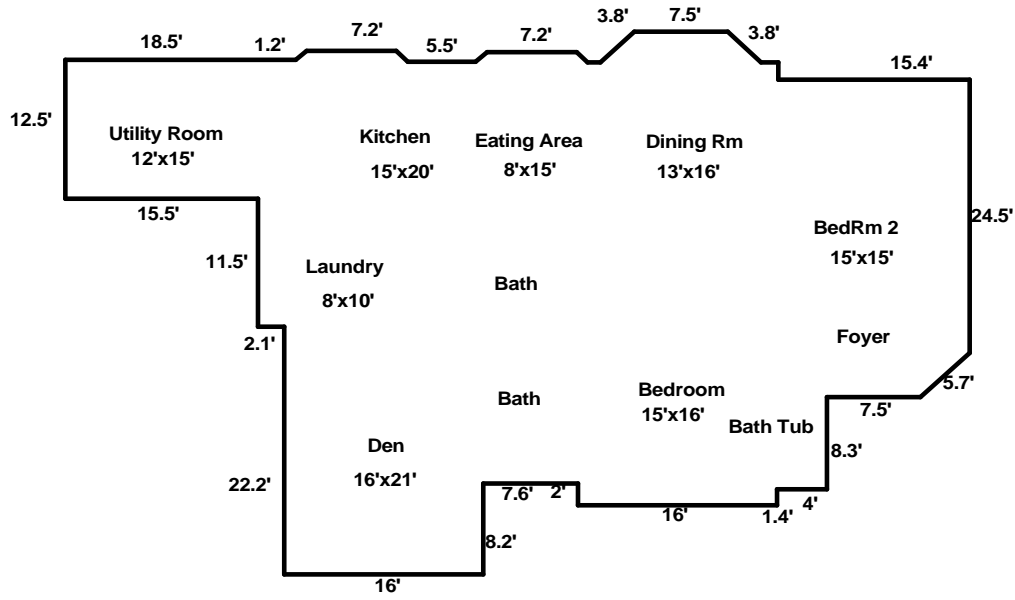 3.8'
7.5'
18.5'
1.2'
7.2'
5.5'
7.2'
3.8'
15.4'
12.5'
Utility Room
12'x15'
Kitchen
15'x20'
Eating Area
8'x15'
Dining Rm
13'x16'
15.5'
24.5'
BedRm 2
15'x15'
11.5'
Laundry
8'x10'
Bath
2.1'
Foyer
5.7'
7.5'
Bath
Bedroom
15'x16'
Bath Tub
8.3'
Den
16'x21'
22.2'
7.6'
2'
16'
1.4'
4'
8.2'
16'